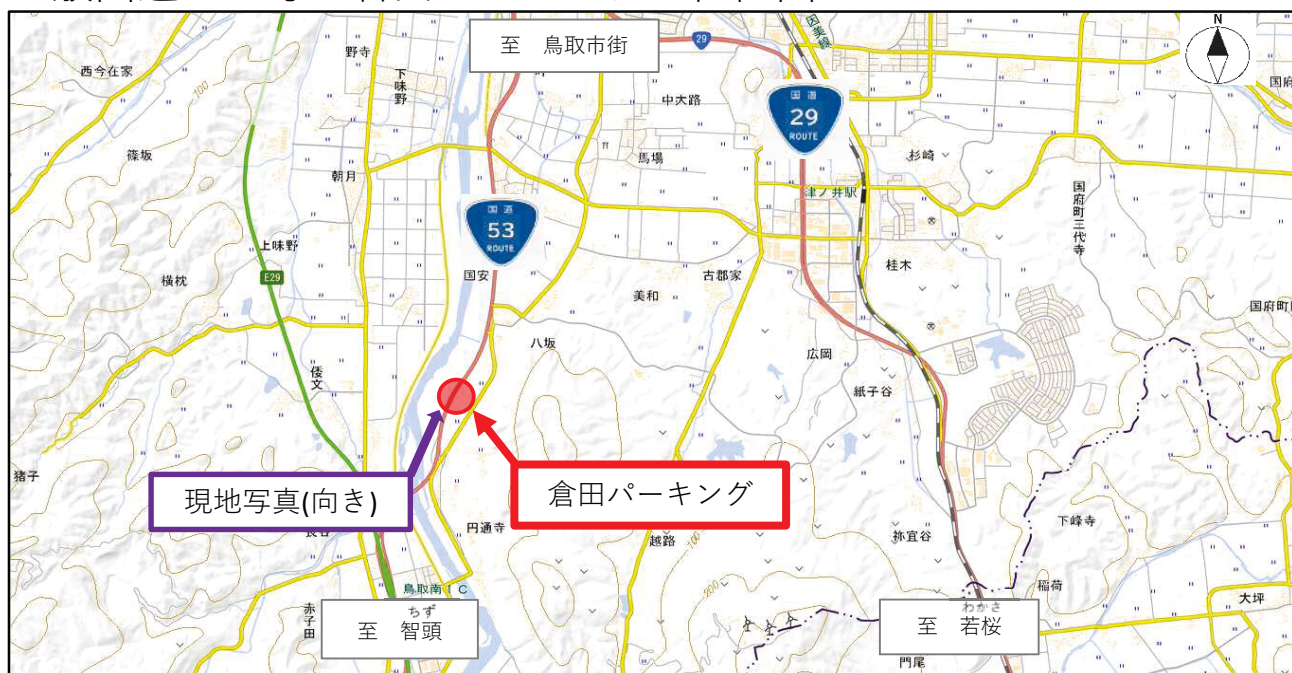 至 鳥取市街
N
西今在家
100
野寺
下味野
29
因美線
国府
中大路
国道
29
ROUTE
篠坂
馬場
杉崎
朝月
津ノ井駅
国府町三代寺
国道
53
ROUTE
上味野
E29
横枕
国安
美和
古郡家
桂木
国府町
八坂
広岡
倭文
紙子谷
猪子
現地写真(向き)
倉田パーキング
円通寺
越路
100
祢宜谷
下峰寺
鳥取南IC
200
稲荷
赤子田
ちず
至 智頭
わかさ
至 若桜
大坪
門尾